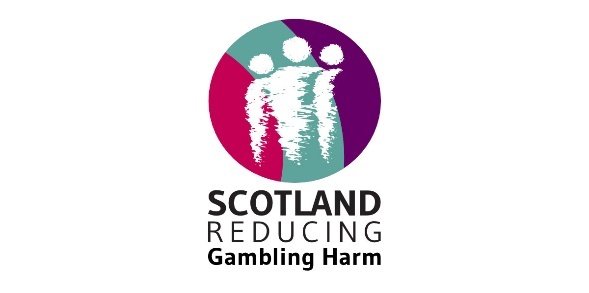 SCOTLAND
REDUCING
Gambling Harm